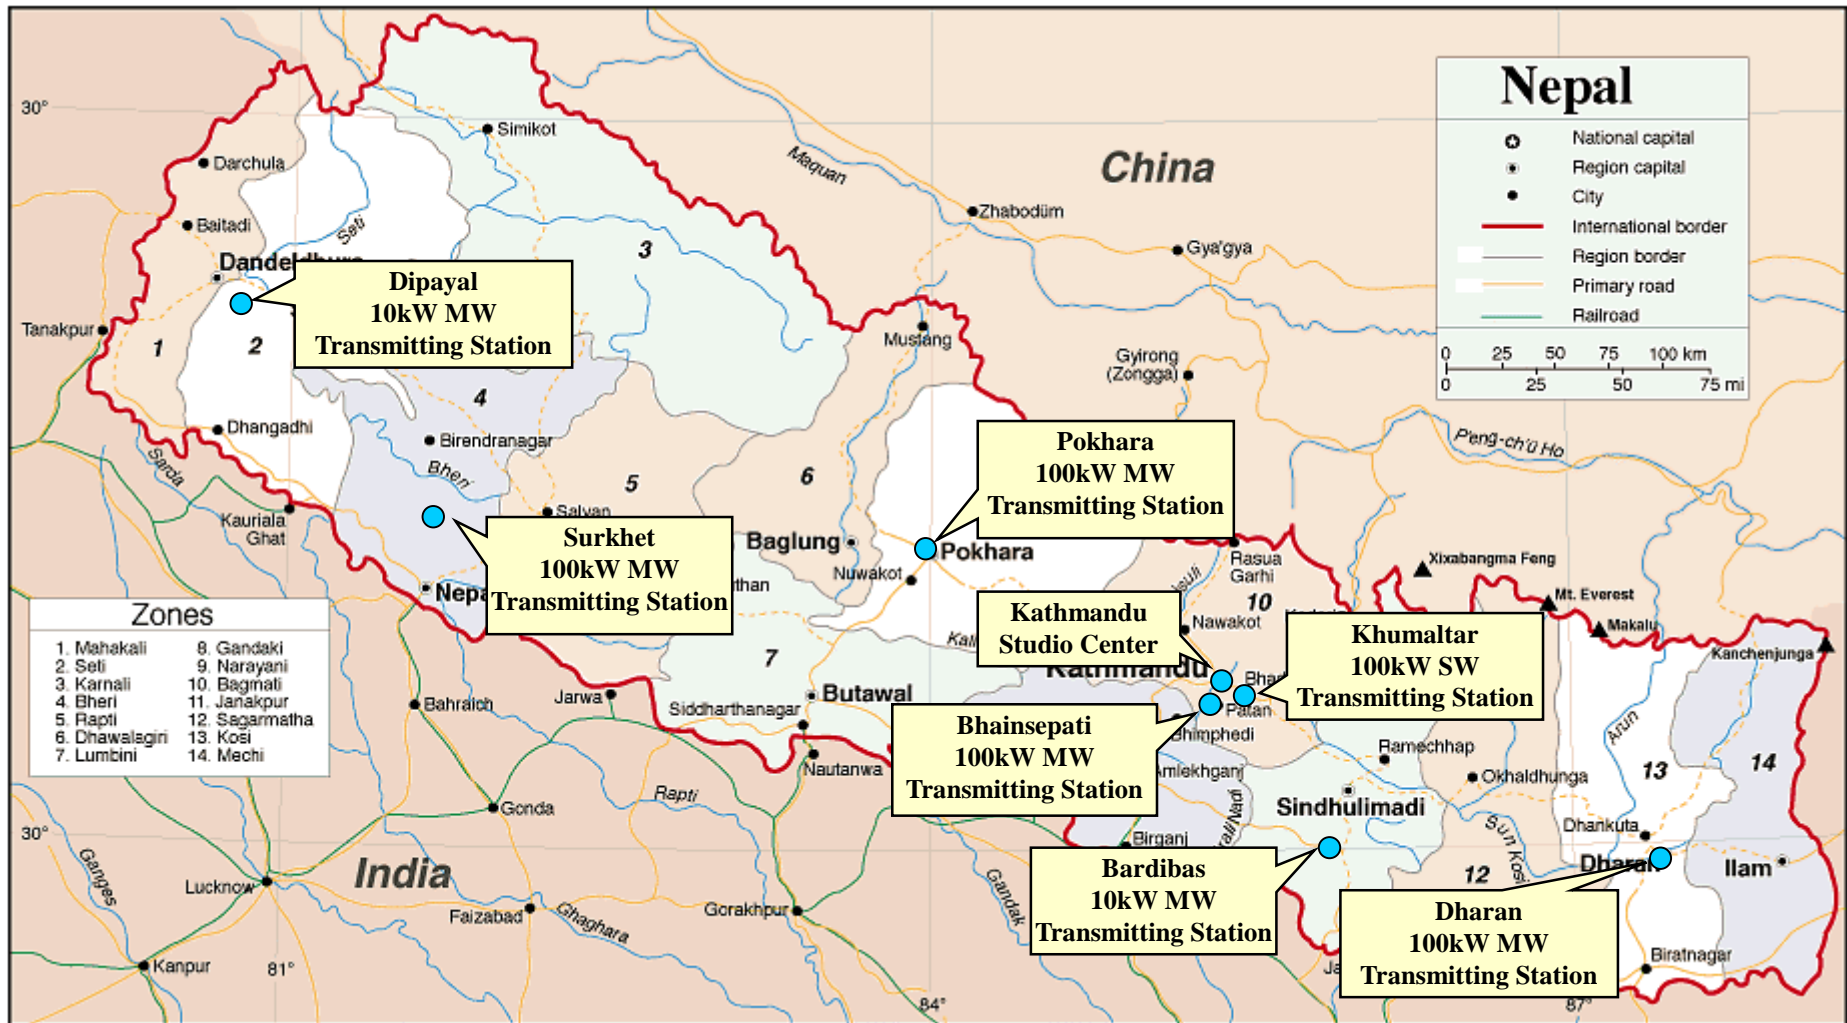 Nepal
National capital
Region capital
City
International border
Region border
Primary road
Railroad
0 25 50 75 100 km
0 25 50 75 mi
30°
China
Simikot
Darchula
Maquan
Zhabodüm
Baitadi
Seti
Gya'gya
3
Dipayal
10kW MW
Transmitting Station
Tanakpur
1
2
Mustang
Gyirong
(Zongga)
4
Dhangadhi
Birendranagar
Bheri
Sarda
5
6
Pokhara
100kW MW
Transmitting Station
P'eng-ch'ü Ho
Kauriala
Ghat
Salyan
Surkhet
100kW MW
Transmitting Station
Baglung
Pokhara
Nuwakot
Rasua
Garhi
10
Xixabangma Feng
Mt. Everest
Makalu
Kanchenjunga
Zones
1. Mahakali
2. Seti
3. Karnali
4. Bheri
5. Rapti
6. Dhawalagiri
7. Lumbini
8. Gandaki
9. Narayani
10. Bagmati
11. Janakpur
12. Sagarmatha
13. Kosi
14. Mechi
Kathmandu
Studio Center
Nawakot
Khumaltar
100kW SW
Transmitting Station
Kathmandu
Patan
7
Butawal
Siddharthanagar
Jarwa
Bahraich
Nautanwa
Bhainsepati
100kW MW
Transmitting Station
Bhimphedi
Amlekhganj
Ramechhap
Okhaldhunga
Arun
13
14
Sindhulimadi
Rapti
Gonda
30°
Ganges
India
Lucknow
Faizabad
Ghaghara
Gorakhpur
Gandak
Birganj
Bardibas
10kW MW
Transmitting Station
Sun Kosi
12
Dhankuta
Dharan
Ilam
Dharan
100kW MW
Transmitting Station
Biratnagar
Kanpur
81°
84°
87°